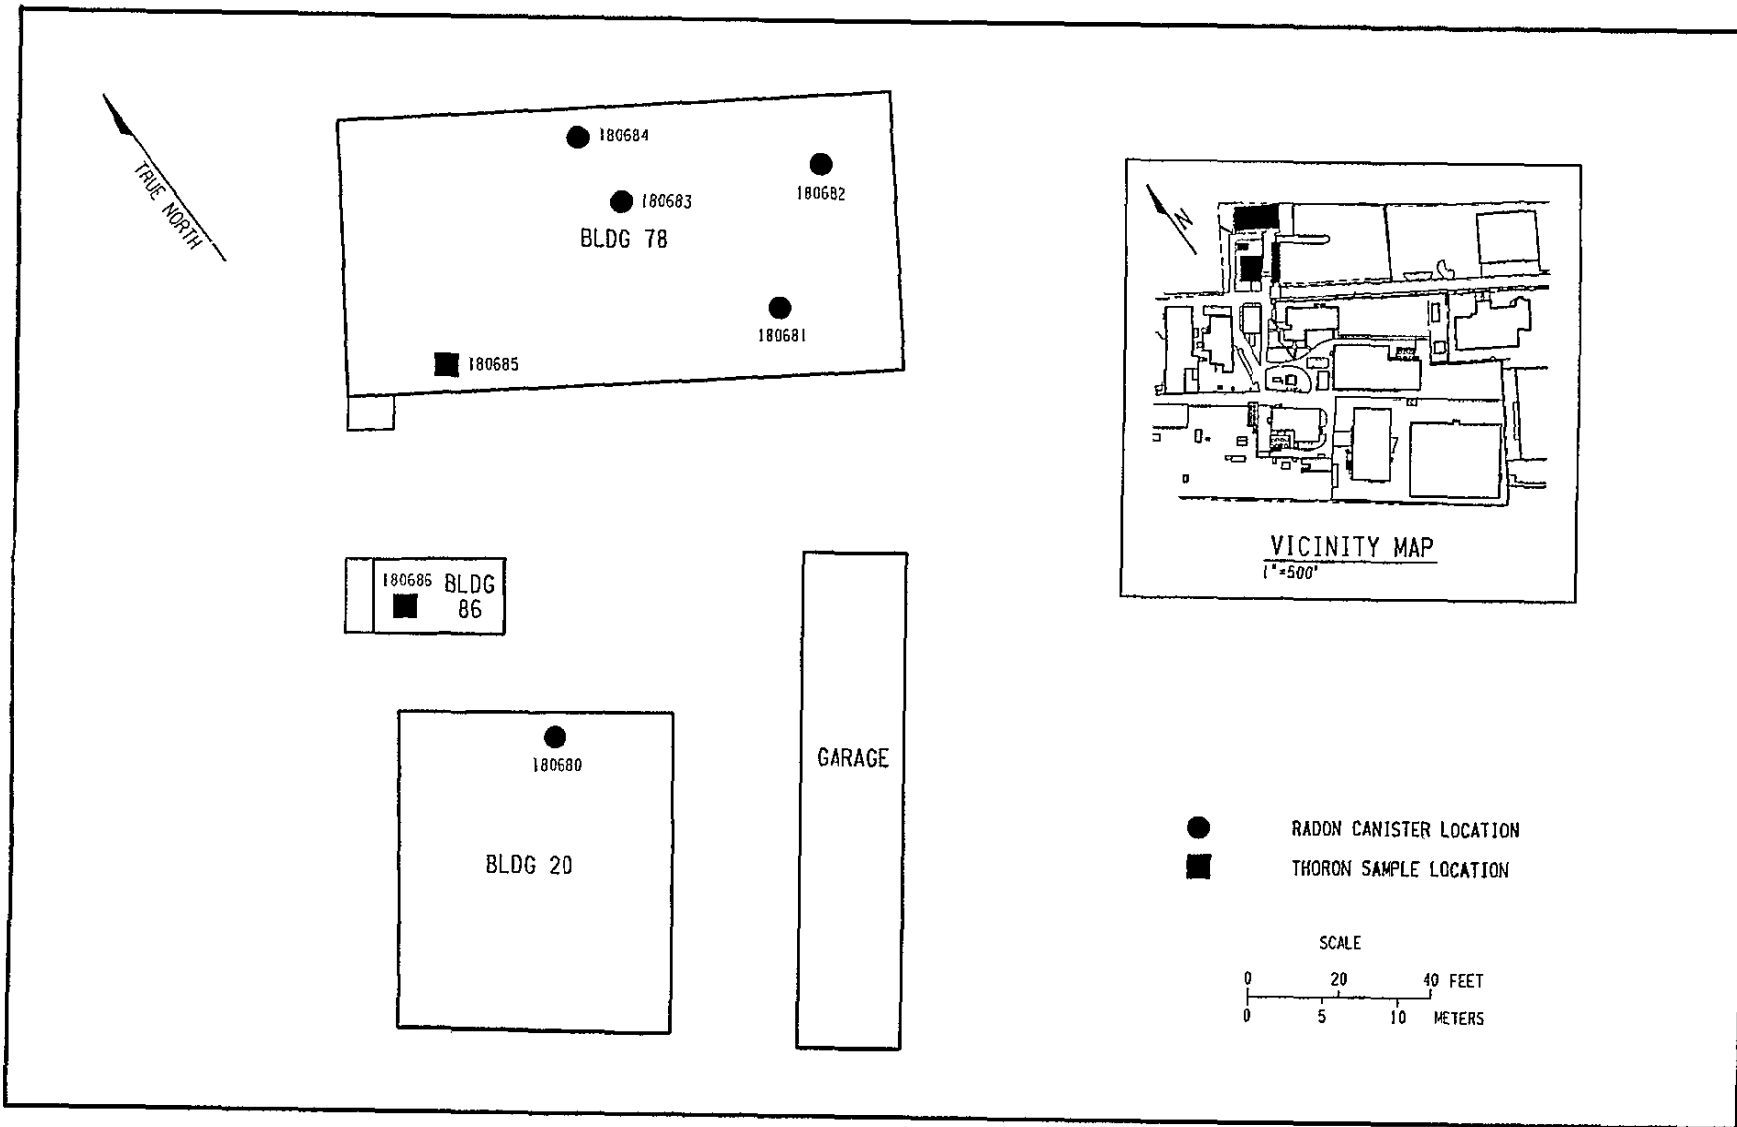 TRUE NORTH
180684
180682
180683
BLDG 78
180681
180685
N
VICINITY MAP
1"=500'
180686
BLDG
86
180680
GARAGE
BLDG 20
RADON CANISTER LOCATION
THORON SAMPLE LOCATION
SCALE
0 20 40 FEET
0 5 10 METERS